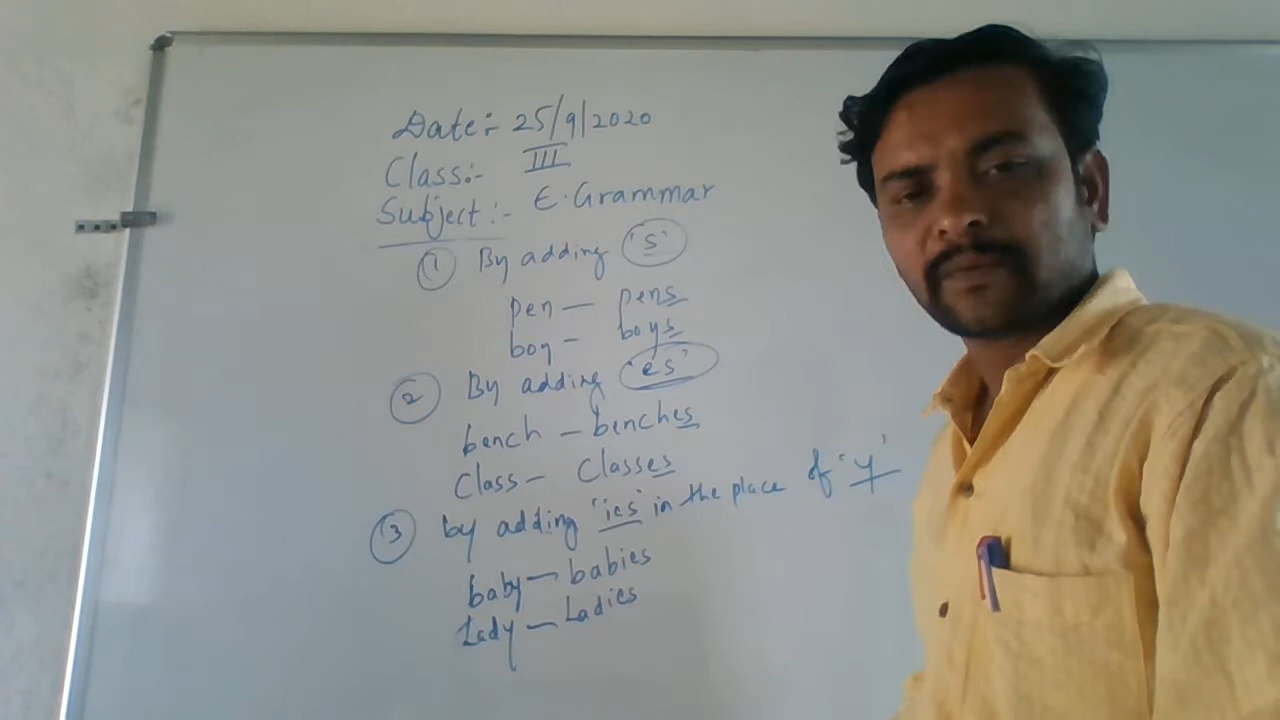 Date:- 25/9/2020
Class:- III
Subject:- E. Grammar
① By adding 's'
pen — pens
boy — boys
② By adding 'es'
bench — benches
Class — Classes
③ by adding 'ies' in the place of 'y'
baby — babies
Lady — Ladies